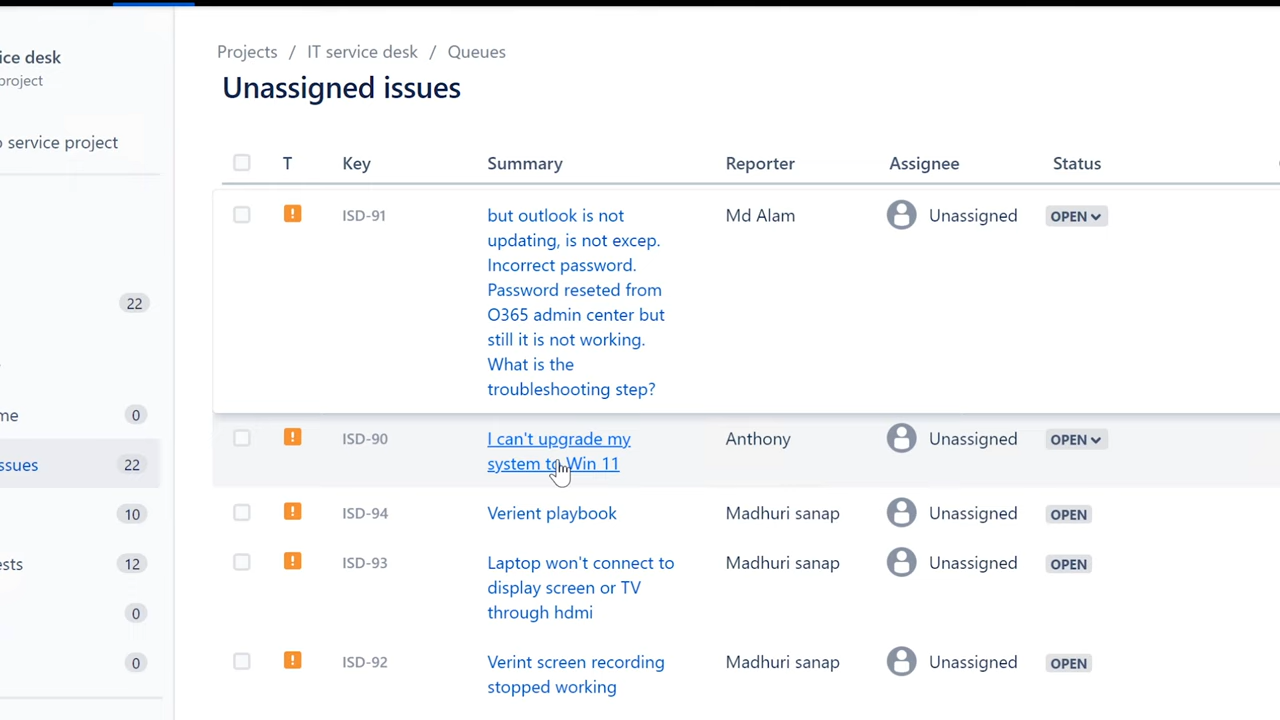 ice desk
project
service project
22
me 0
ssues 22
10
ests 12
0
0
Projects / IT service desk / Queues
Unassigned issues
T Key Summary Reporter Assignee Status
! ISD-91 but outlook is not Md Alam Unassigned OPEN
updating, is not excep.
Incorrect password.
Password reseted from
O365 admin center but
still it is not working.
What is the
troubleshooting step?
! ISD-90 I can't upgrade my Anthony Unassigned OPEN
system to Win 11
! ISD-94 Verient playbook Madhuri sanap Unassigned OPEN
! ISD-93 Laptop won't connect to Madhuri sanap Unassigned OPEN
display screen or TV
through hdmi
! ISD-92 Verint screen recording Madhuri sanap Unassigned OPEN
stopped working